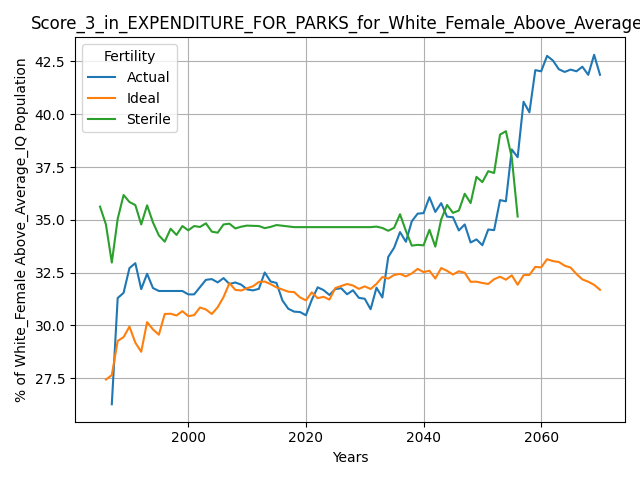 Score_3_in_EXPENDITURE_FOR_PARKS_for_White_Female_Above_Average
Fertility
Actual
Ideal
Sterile
% of White_Female Above_Average_IQ Population
42.5
40.0
37.5
35.0
32.5
30.0
27.5
2000
2020
2040
2060
Years